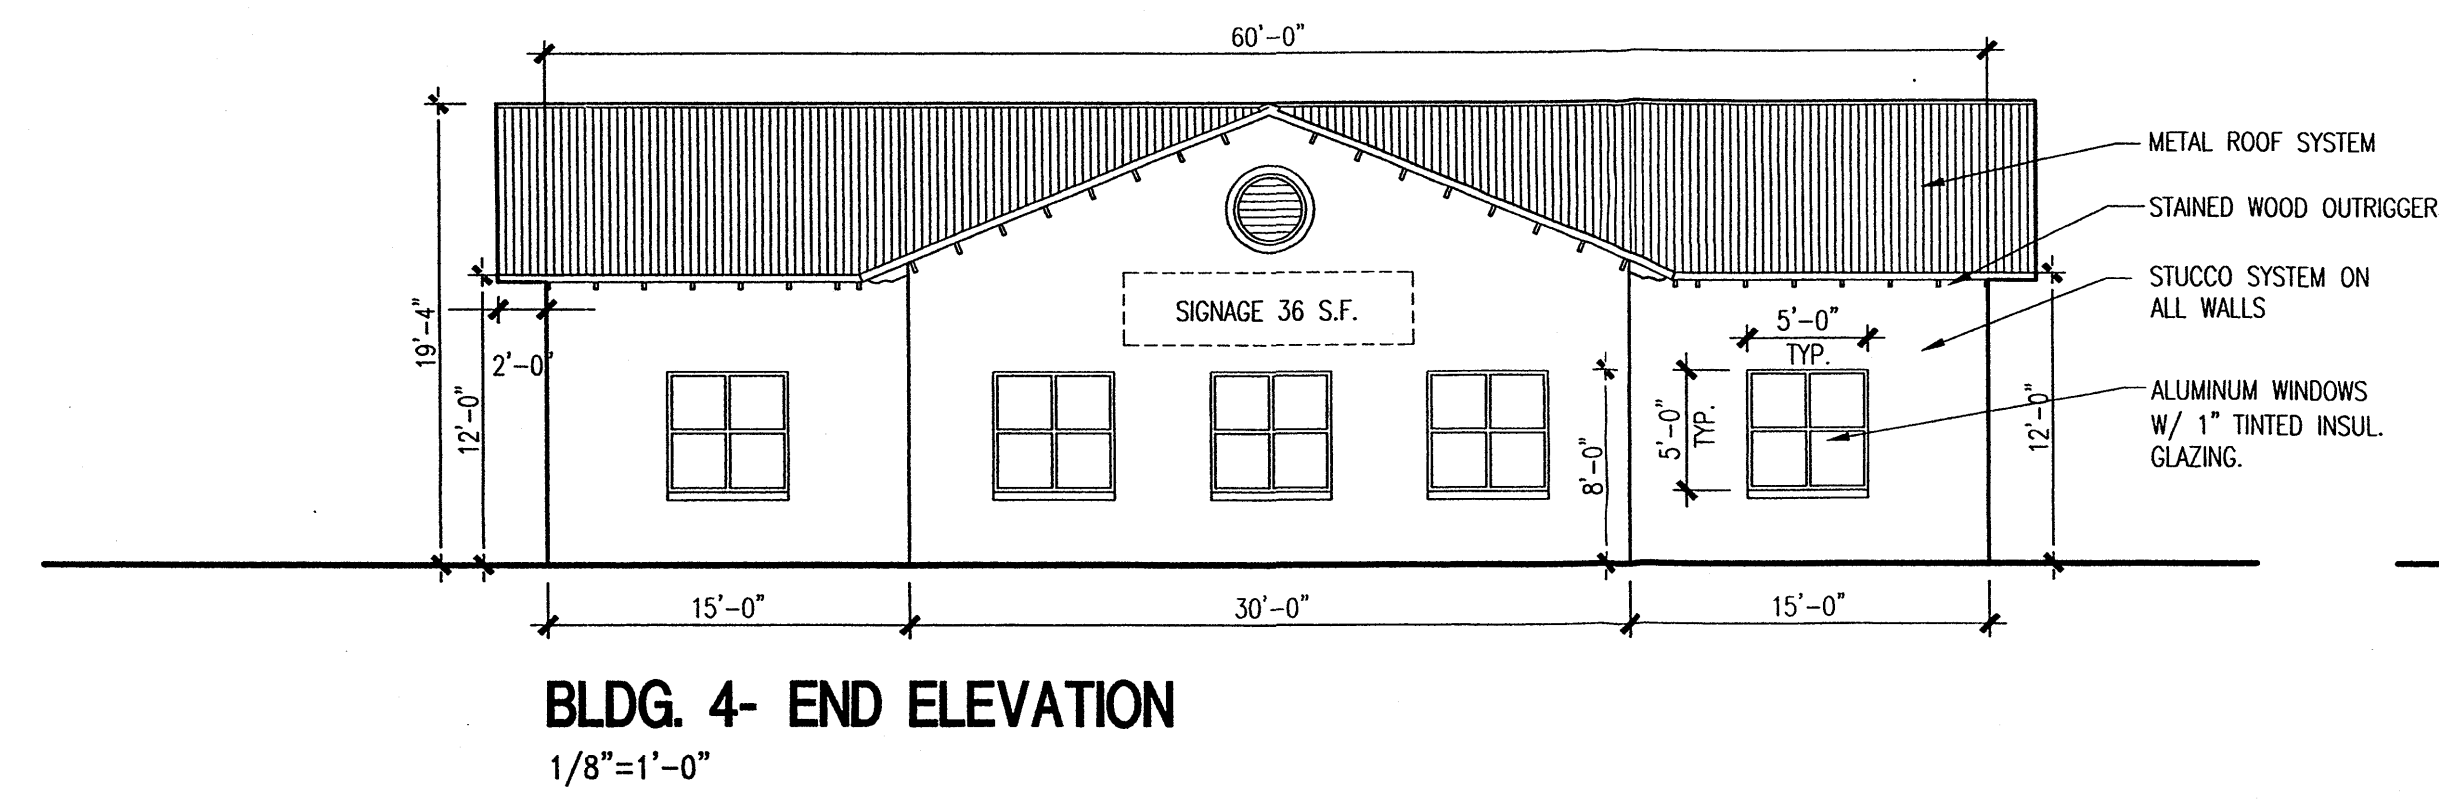 60'-0"
METAL ROOF SYSTEM
STAINED WOOD OUTRIGGER
STUCCO SYSTEM ON
ALL WALLS
SIGNAGE 36 S.F.
5'-0"
TYP.
19'-4"
2'-0"
12'-0"
8'-0"
5'-0"
TYP.
12'-0"
ALUMINUM WINDOWS
W/ 1" TINTED INSUL.
GLAZING.
15'-0"
30'-0"
15'-0"
BLDG. 4- END ELEVATION
1/8"=1'-0"